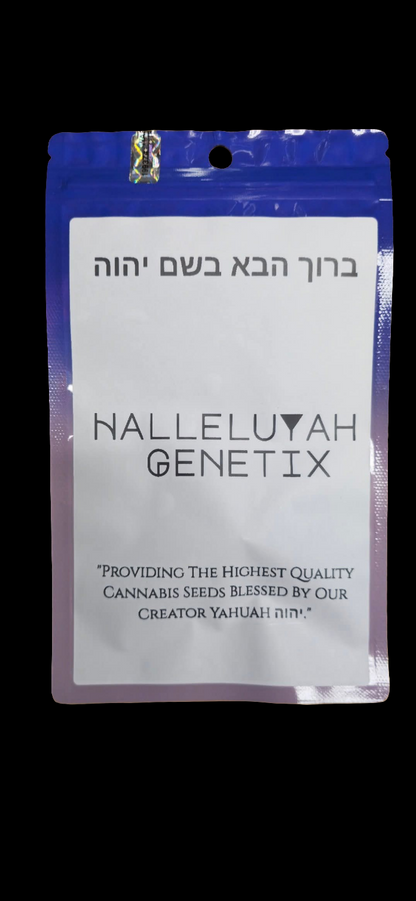 ברוך הבא בשם יהוה
HALLELUYAH
GENETIX
"PROVIDING THE HIGHEST QUALITY
CANNABIS SEEDS BLESSED BY OUR
CREATOR YAHUAH יהוה."